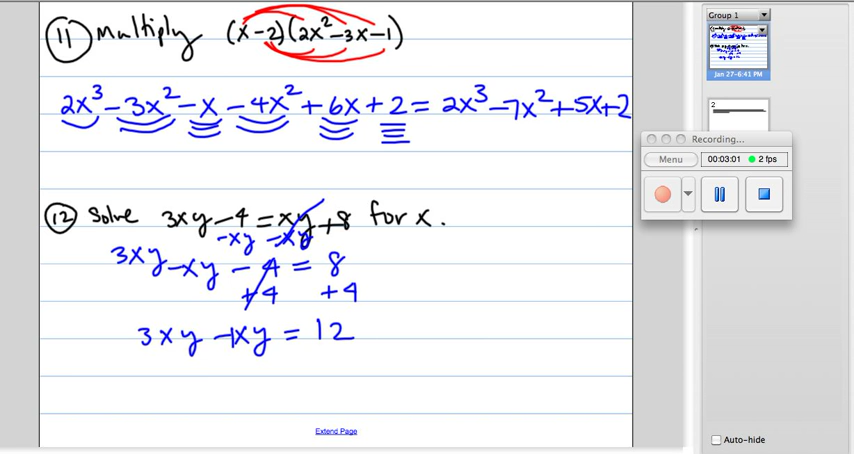 ⑪ Multiply (x-2)(2x²-3x-1)
2x³-3x²-x-4x²+6x+2=2x³-7x²+5x+2
⑫ Solve 3xy-4=xy+8 for x.
-xy -xy
3xy-xy-4=8
+4 +4
3xy-1xy=12
Extend Page
Group 1
Jan 27-6:41 PM
2
Recording...
Menu
00:03:01
2 fps
Auto-hide